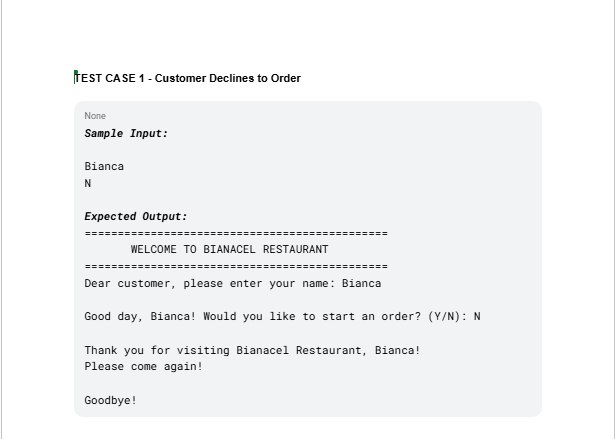 TEST CASE 1 - Customer Declines to Order
None
Sample Input:
Bianca
N
Expected Output:
==============================================
WELCOME TO BIANACEL RESTAURANT
==============================================
Dear customer, please enter your name: Bianca
Good day, Bianca! Would you like to start an order? (Y/N): N
Thank you for visiting Bianacel Restaurant, Bianca!
Please come again!
Goodbye!